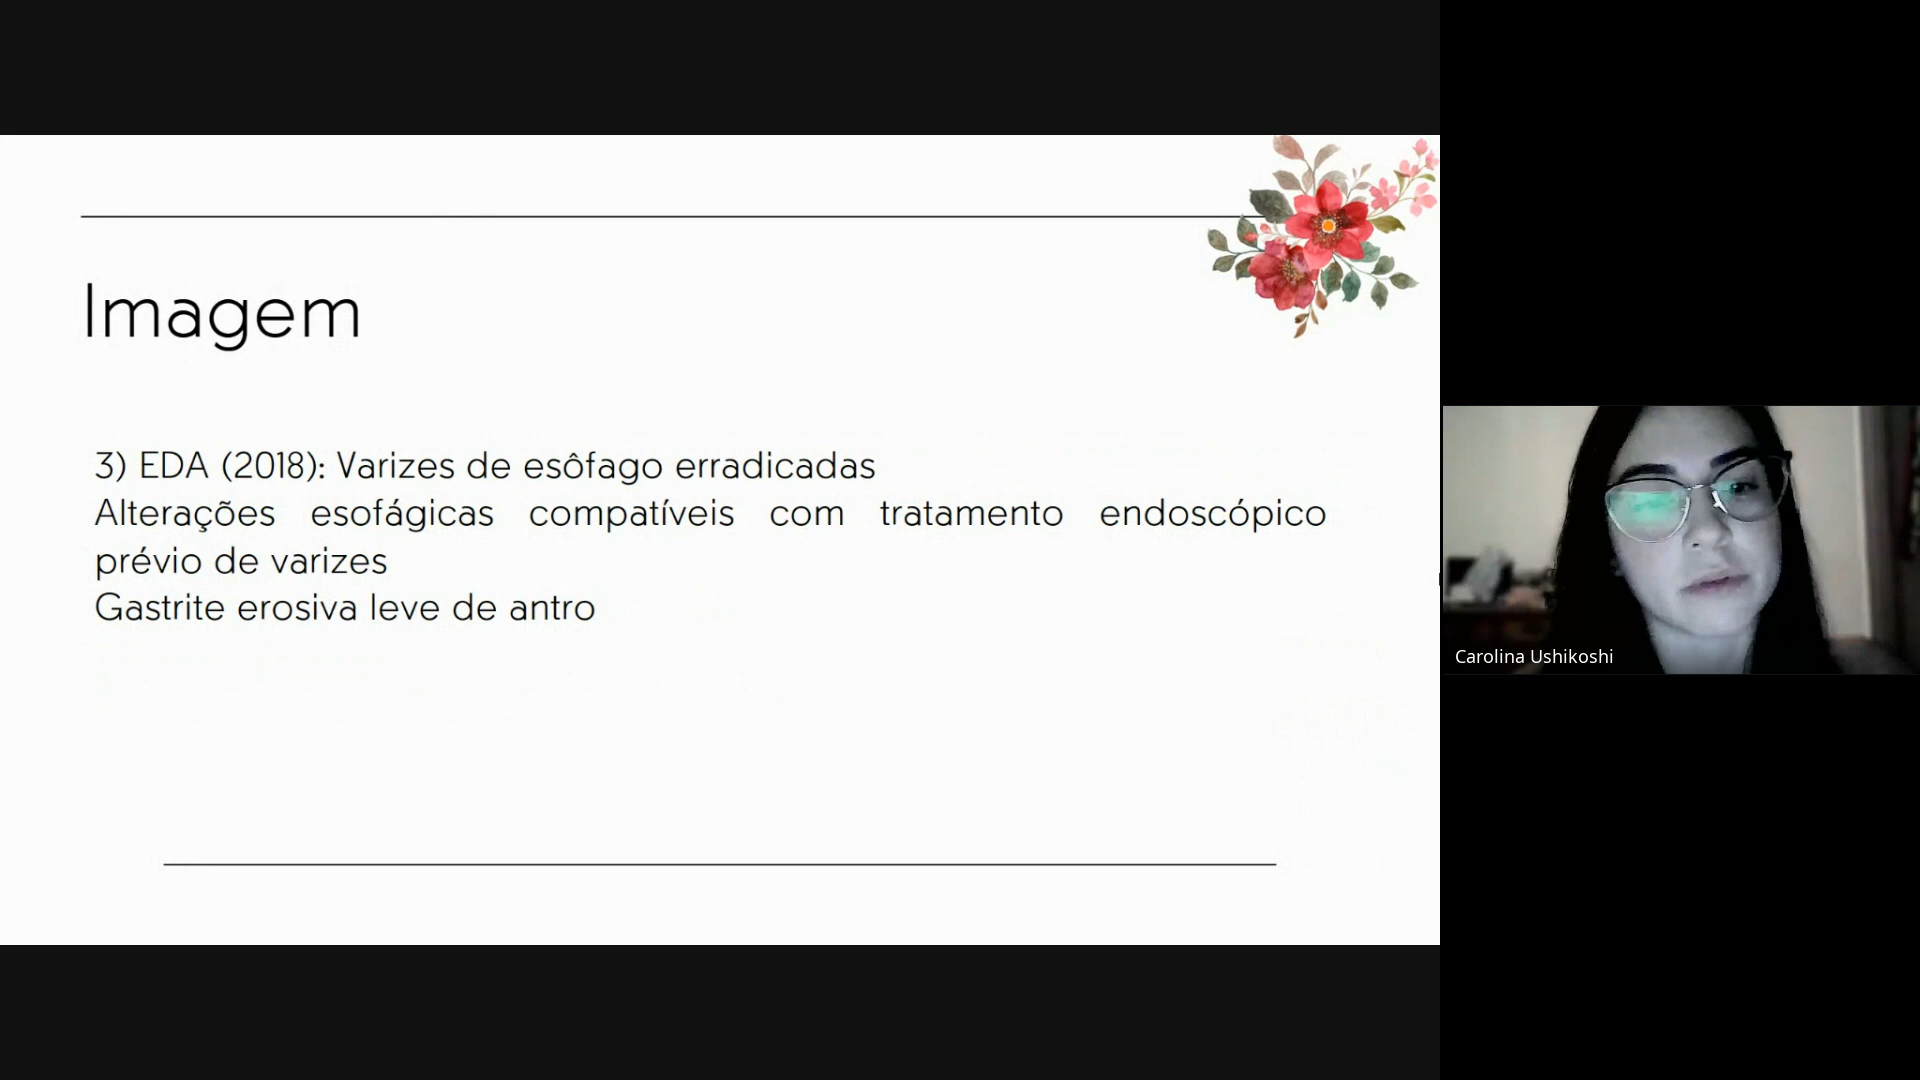 Imagem
3) EDA (2018): Varizes de esôfago erradicadas
Alterações esofágicas compatíveis com tratamento endoscópico
prévio de varizes
Gastrite erosiva leve de antro
Carolina Ushikoshi